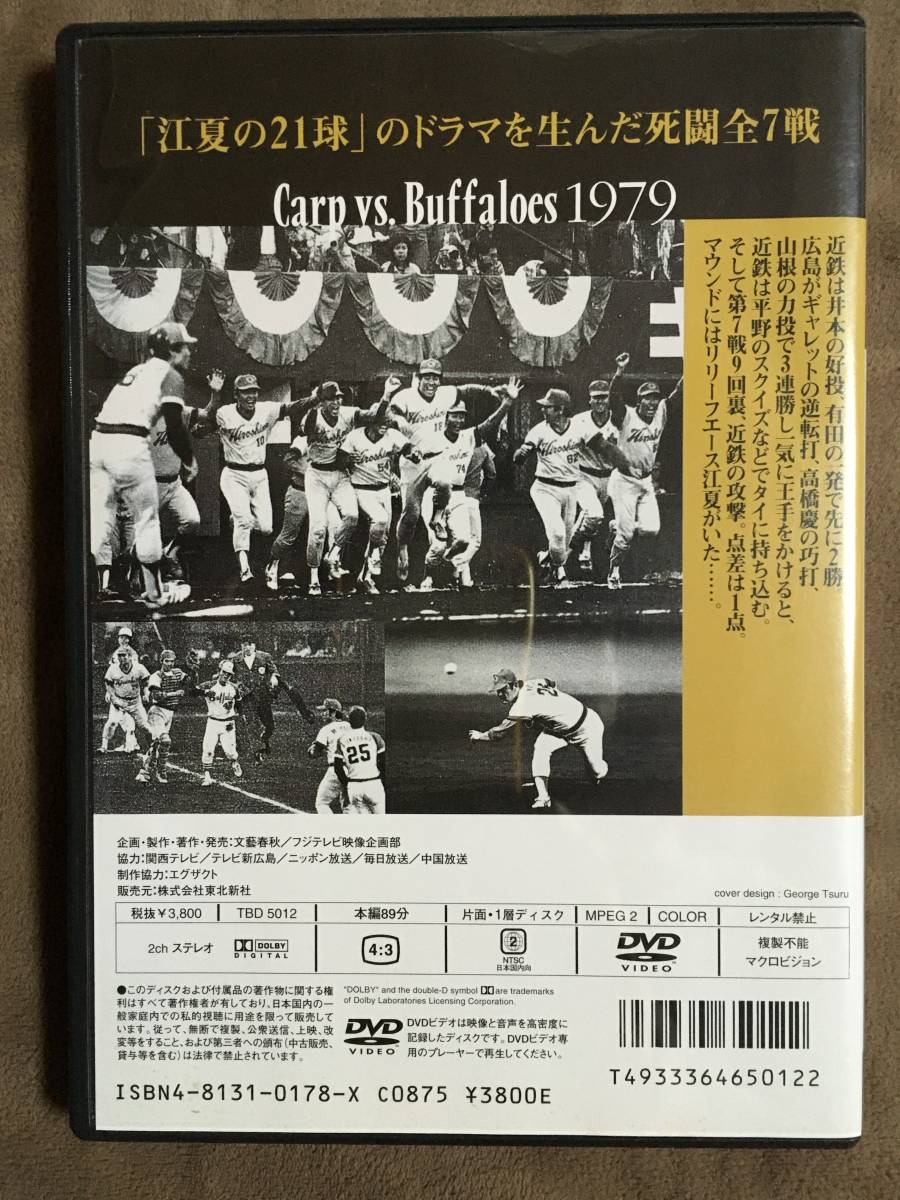 「江夏の21球」のドラマを生んだ死闘全7戦
Carp vs. Buffaloes 1979
近鉄は井本の好投、有田の一発で先に2勝
広島がギャレットの逆転打、高橋慶の巧打、
山根の力投で3連勝し一気に王手をかけると、
近鉄は平野のスクイズなどでタイに持ち込む。
そして第7戦9回裏、近鉄の攻撃。点差は1点。
マウンドにはリリーフエース江夏がいた……。
Hiroshima
10
54
16
74
62
25
企画・製作・著作・発売:文藝春秋/フジテレビ映像企画部
協力:関西テレビ/テレビ新広島/ニッポン放送/毎日放送/中国放送
制作協力:エグザクト
販売元:株式会社東北新社
cover design : George Tsuru
税抜¥3,800 TBD 5012 本編89分 片面・1層ディスク MPEG 2 COLOR レンタル禁止
2ch ステレオ DOLBY DIGITAL 4:3 2 NTSC 日本国内向 DVD VIDEO 複製不能 マクロビジョン
●このディスクおよび付属品の著作物に関する権
利はすべて著作権者が有しており、日本国内の一
般家庭内での私的視聴に用途を限って販売して
います。従って、無断で複製、公衆送信、上映、改
変等をすること、および第三者への頒布(中古販売、
貸与等を含む)は法律で禁止されています。
"DOLBY" and the double-D symbol are trademarks
of Dolby Laboratories Licensing Corporation.
DVD VIDEO
DVDビデオは映像と音声を高密度に
記録したディスクです。DVDビデオ専
用のプレーヤーで再生してください。
T4933364650122
ISBN4-8131-0178-X C0875 ¥3800E